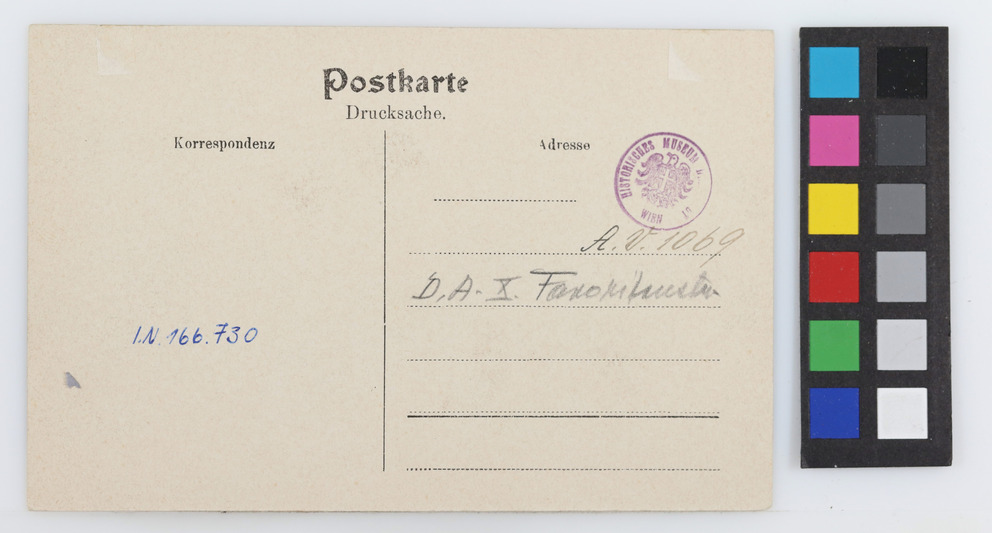 Postkarte
Drucksache.
Korrespondenz
Adresse
HISTORISCHES MUSEUM
WIEN
A.V. 1069
D.A. X. Favoritenstr.
I.N. 166.730